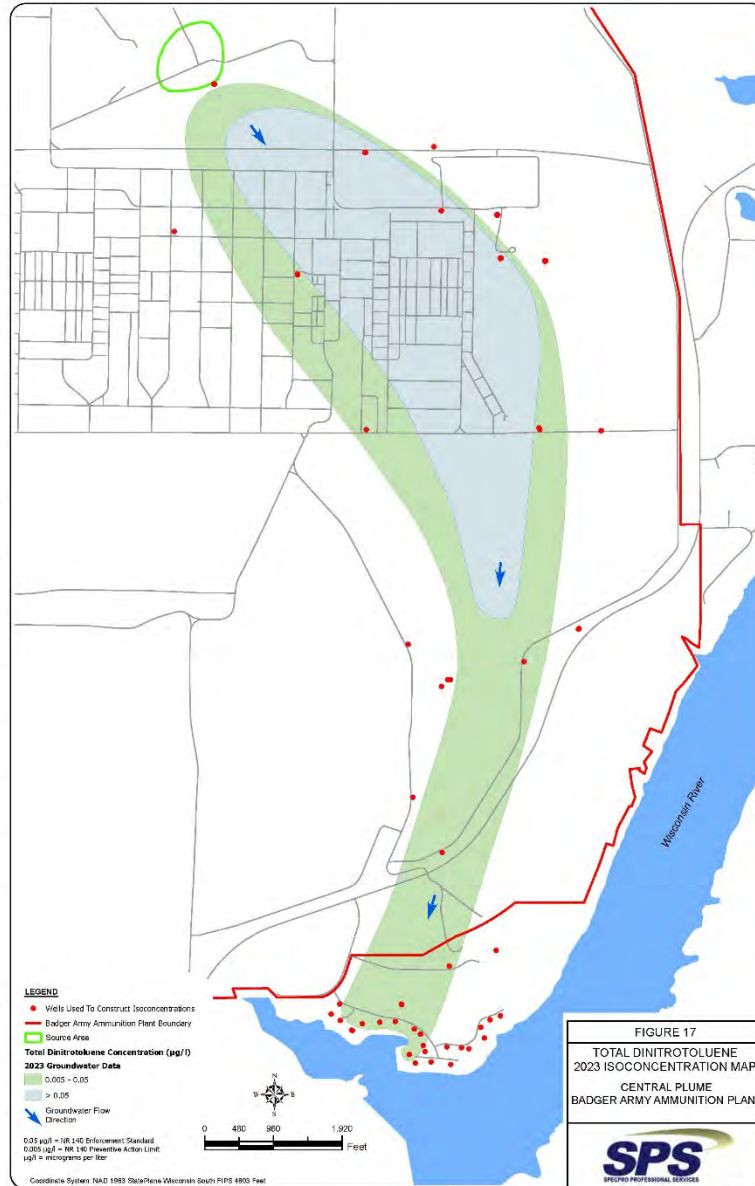 Wisconsin River
LEGEND
Wells Used To Construct Isoconcentrations
Badger Army Ammunition Plant Boundary
Source Area
Total Dinitrotoluene Concentration (µg/l)
2023 Groundwater Data
0.005 - 0.05
> 0.05
Groundwater Flow
Direction
0.05 µg/l = NR 140 Enforcement Standard
0.005 µg/l = NR 140 Preventive Action Limit
µg/l = micrograms per liter
N
W
E
S
0 480 960 1,920
Feet
Coordinate System: NAD 1983 StatePlane Wisconsin South FIPS 4803 Feet
FIGURE 17
TOTAL DINITROTOLUENE
2023 ISOCONCENTRATION MAP
CENTRAL PLUME
BADGER ARMY AMMUNITION PLAN
SPS
SPECPRO PROFESSIONAL SERVICES